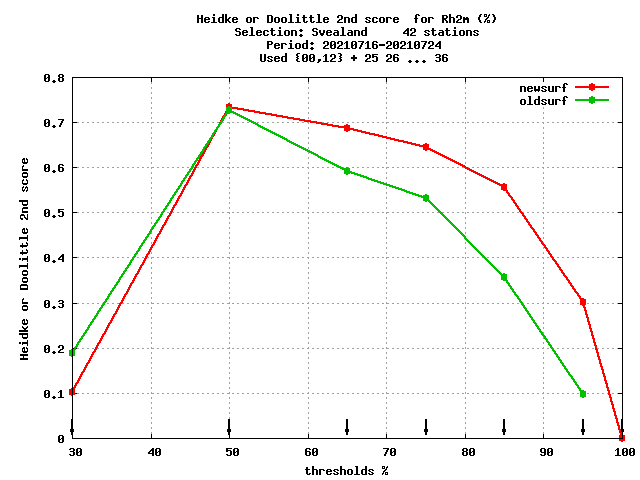 Heidke or Doolittle 2nd score  for Rh2m (%)
Selection: Svealand     42 stations
Period: 20210716-20210724
Used {00,12} + 25 26 ... 36
newsurf
oldsurf
0.8
0.7
0.6
0.5
0.4
0.3
0.2
0.1
0
Heidke or Doolittle 2nd score
30 40 50 60 70 80 90 100
thresholds %